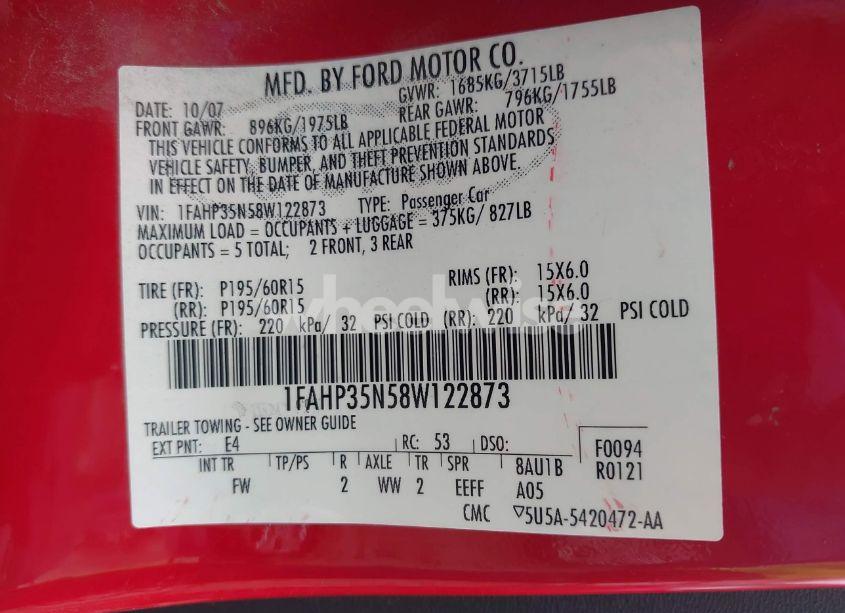 MFD. BY FORD MOTOR CO.
DATE: 10/07 GVWR: 1685KG/3715LB
FRONT GAWR: 896KG/1975LB REAR GAWR: 796KG/1755LB
THIS VEHICLE CONFORMS TO ALL APPLICABLE FEDERAL MOTOR
VEHICLE SAFETY, BUMPER, AND THEFT PREVENTION STANDARDS
IN EFFECT ON THE DATE OF MANUFACTURE SHOWN ABOVE.
VIN: 1FAHP35N58W122873 TYPE: Passenger Car
MAXIMUM LOAD = OCCUPANTS + LUGGAGE = 375KG/ 827LB
OCCUPANTS = 5 TOTAL; 2 FRONT, 3 REAR
TIRE (FR): P195/60R15 RIMS (FR): 15X6.0
(RR): P195/60R15 (RR): 15X6.0
PRESSURE (FR): 220 kPa/ 32 PSI COLD (RR): 220 kPa/ 32 PSI COLD
wheelwise
1FAHP35N58W122873
TRAILER TOWING - SEE OWNER GUIDE
EXT PNT: E4 RC: 53 DSO: F0094
INT TR TP/PS R AXLE TR SPR 8AU1B R0121
FW 2 WW 2 EEFF A05
CMC 5U5A-5420472-AA